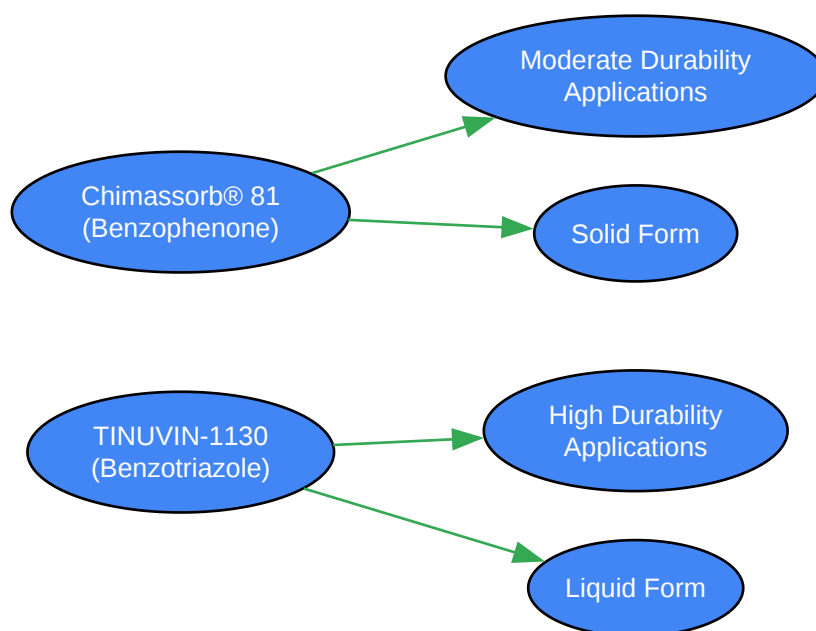 Moderate Durability
Applications
Chimassorb® 81
(Benzophenone)
Solid Form
TINUVIN-1130
(Benzotriazole)
High Durability
Applications
Liquid Form